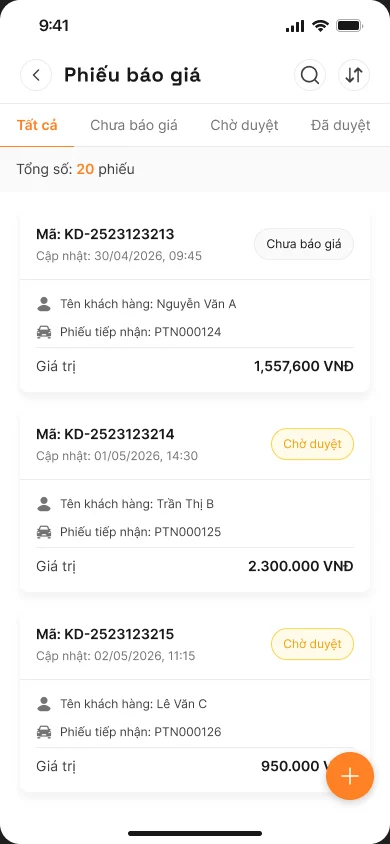 9:41
Phiếu báo giá
Tất cả Chưa báo giá Chờ duyệt Đã duyệt
Tổng số: 20 phiếu
Mã: KD-2523123213
Cập nhật: 30/04/2026, 09:45
Chưa báo giá
Tên khách hàng: Nguyễn Văn A
Phiếu tiếp nhận: PTN000124
Giá trị 1,557,600 VNĐ
Mã: KD-2523123214
Cập nhật: 01/05/2026, 14:30
Chờ duyệt
Tên khách hàng: Trần Thị B
Phiếu tiếp nhận: PTN000125
Giá trị 2.300.000 VNĐ
Mã: KD-2523123215
Cập nhật: 02/05/2026, 11:15
Chờ duyệt
Tên khách hàng: Lê Văn C
Phiếu tiếp nhận: PTN000126
Giá trị 950.000